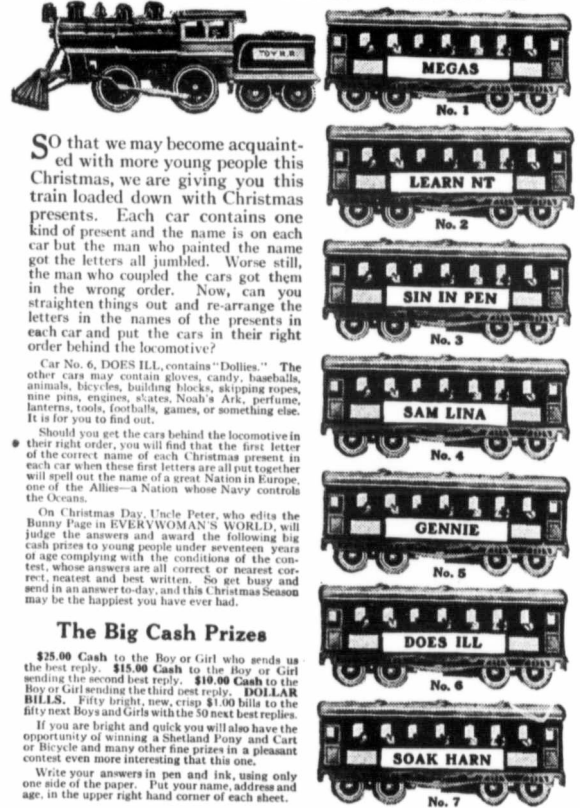 TOY R.R.
MEGAS
No. 1
LEARN NT
No. 2
SIN IN PEN
No. 3
SAM LINA
No. 4
GENNIE
No. 5
DOES ILL
No. 6
SOAK HARN
No. 7
SO that we may become acquaint-
ed with more young people this
Christmas, we are giving you this
train loaded down with Christmas
presents. Each car contains one
kind of present and the name is on each
car but the man who painted the name
got the letters all jumbled. Worse still,
the man who coupled the cars got them
in the wrong order. Now, can you
straighten things out and re-arrange the
letters in the names of the presents in
each car and put the cars in their right
order behind the locomotive?
Car No. 6, DOES ILL, contains "Dollies." The
other cars may contain gloves, candy, baseballs,
animals, bicycles, building blocks, skipping ropes,
nine pins, engines, skates, Noah's Ark, perfume,
lanterns, tools, footballs, games, or something else.
It is for you to find out.
Should you get the cars behind the locomotive in
their right order, you will find that the first letter
of the correct name of each Christmas present in
each car when these first letters are all put together
will spell out the name of a great Nation in Europe,
one of the Allies—a Nation whose Navy controls
the Oceans.
On Christmas Day, Uncle Peter, who edits the
Bunny Page in EVERYWOMAN'S WORLD, will
judge the answers and award the following big
cash prizes to young people under seventeen years
of age complying with the conditions of the con-
test, whose answers are all correct or nearest cor-
rect, neatest and best written. So get busy and
send in an answer to-day, and this Christmas Season
may be the happiest you have ever had.
The Big Cash Prizes
$25.00 Cash to the Boy or Girl who sends us
the best reply. $15.00 Cash to the Boy or Girl
sending the second best reply. $10.00 Cash to the
Boy or Girl sending the third best reply. DOLLAR
BILLS. Fifty bright, new, crisp $1.00 bills to the
fifty next Boys and Girls with the 50 next best replies.
If you are bright and quick you will also have the
opportunity of winning a Shetland Pony and Cart
or Bicycle and many other fine prizes in a pleasant
contest even more interesting that this one.
Write your answers in pen and ink, using only
one side of the paper. Put your name, address and
age, in the upper right hand corner of each sheet.